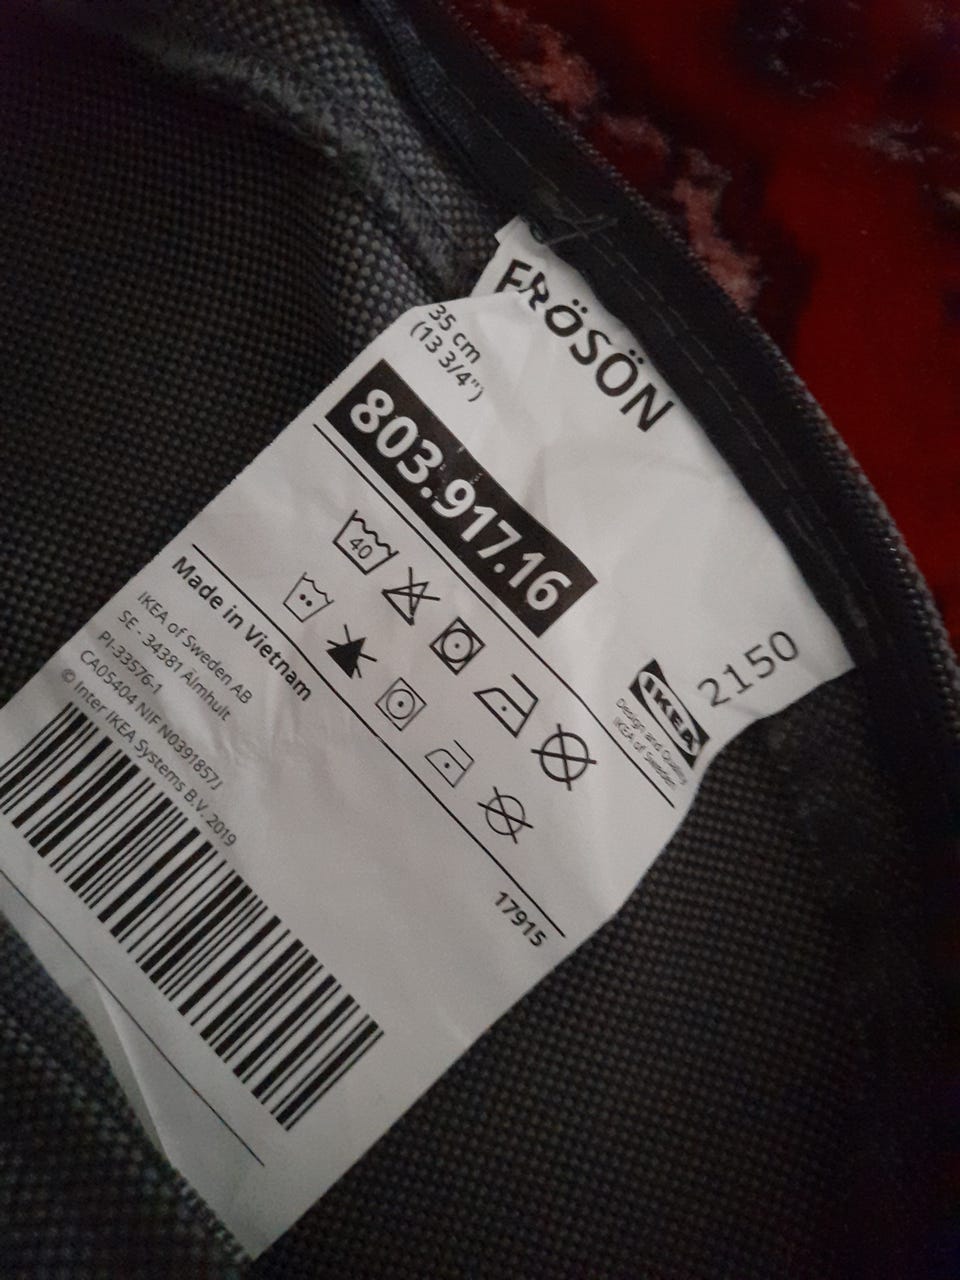 FRÖSÖN
35 cm
(13 3/4")
803.917.16
40
2150
IKEA
Design and Quality
IKEA of Sweden
17915
Made in Vietnam
IKEA of Sweden AB
SE - 34381 Älmhult
PI-33576-1
CA05404 NIF N0391857J
© Inter IKEA Systems B.V. 2019